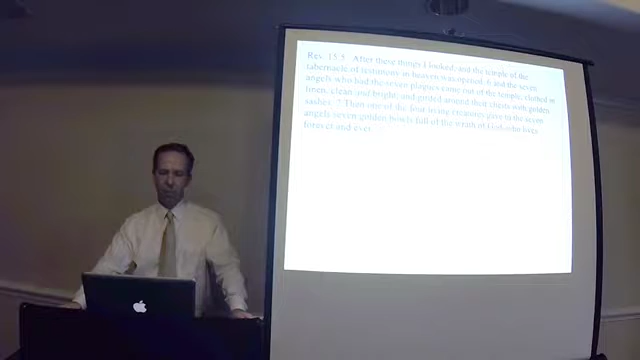 Rev. 15:5 After these things I looked, and the temple of the
tabernacle of testimony in heaven was opened, 6 and the seven
angels who had the seven plagues came out of the temple, clothed in
linen, clean, and bright, and girded around their chests with golden
sashes. 7 Then one of the four living creatures gave to the seven
angels seven golden bowls full of the wrath of God who lives
forever and ever.